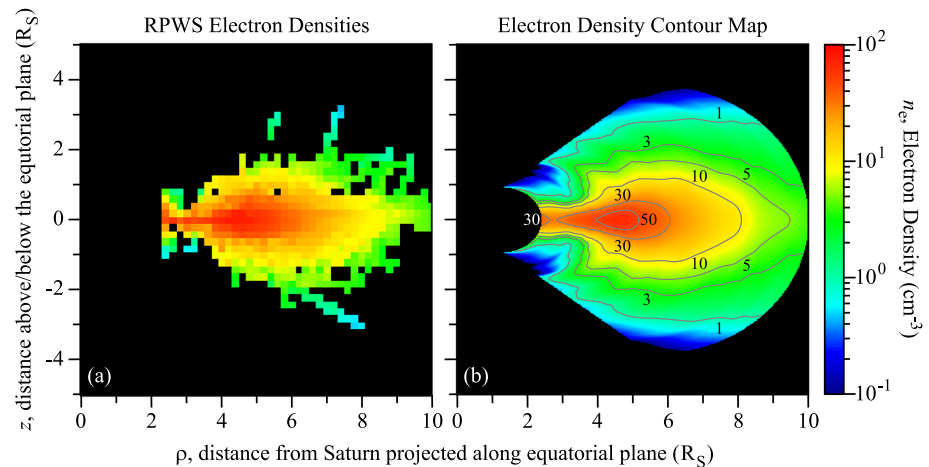 RPWS Electron Densities
Electron Density Contour Map
z, distance above/below the equtorial plane (R_S)
4
2
0
-2
-4
(a)
0 2 4 6 8 10
1
3
10
5
30
30
50
30
10
5
3
1
(b)
0 2 4 6 8 10
10^2
10^1
10^0
10^-1
n_e, Electron Density (cm^-3)
ρ, distance from Saturn projected along equatorial plane (R_S)